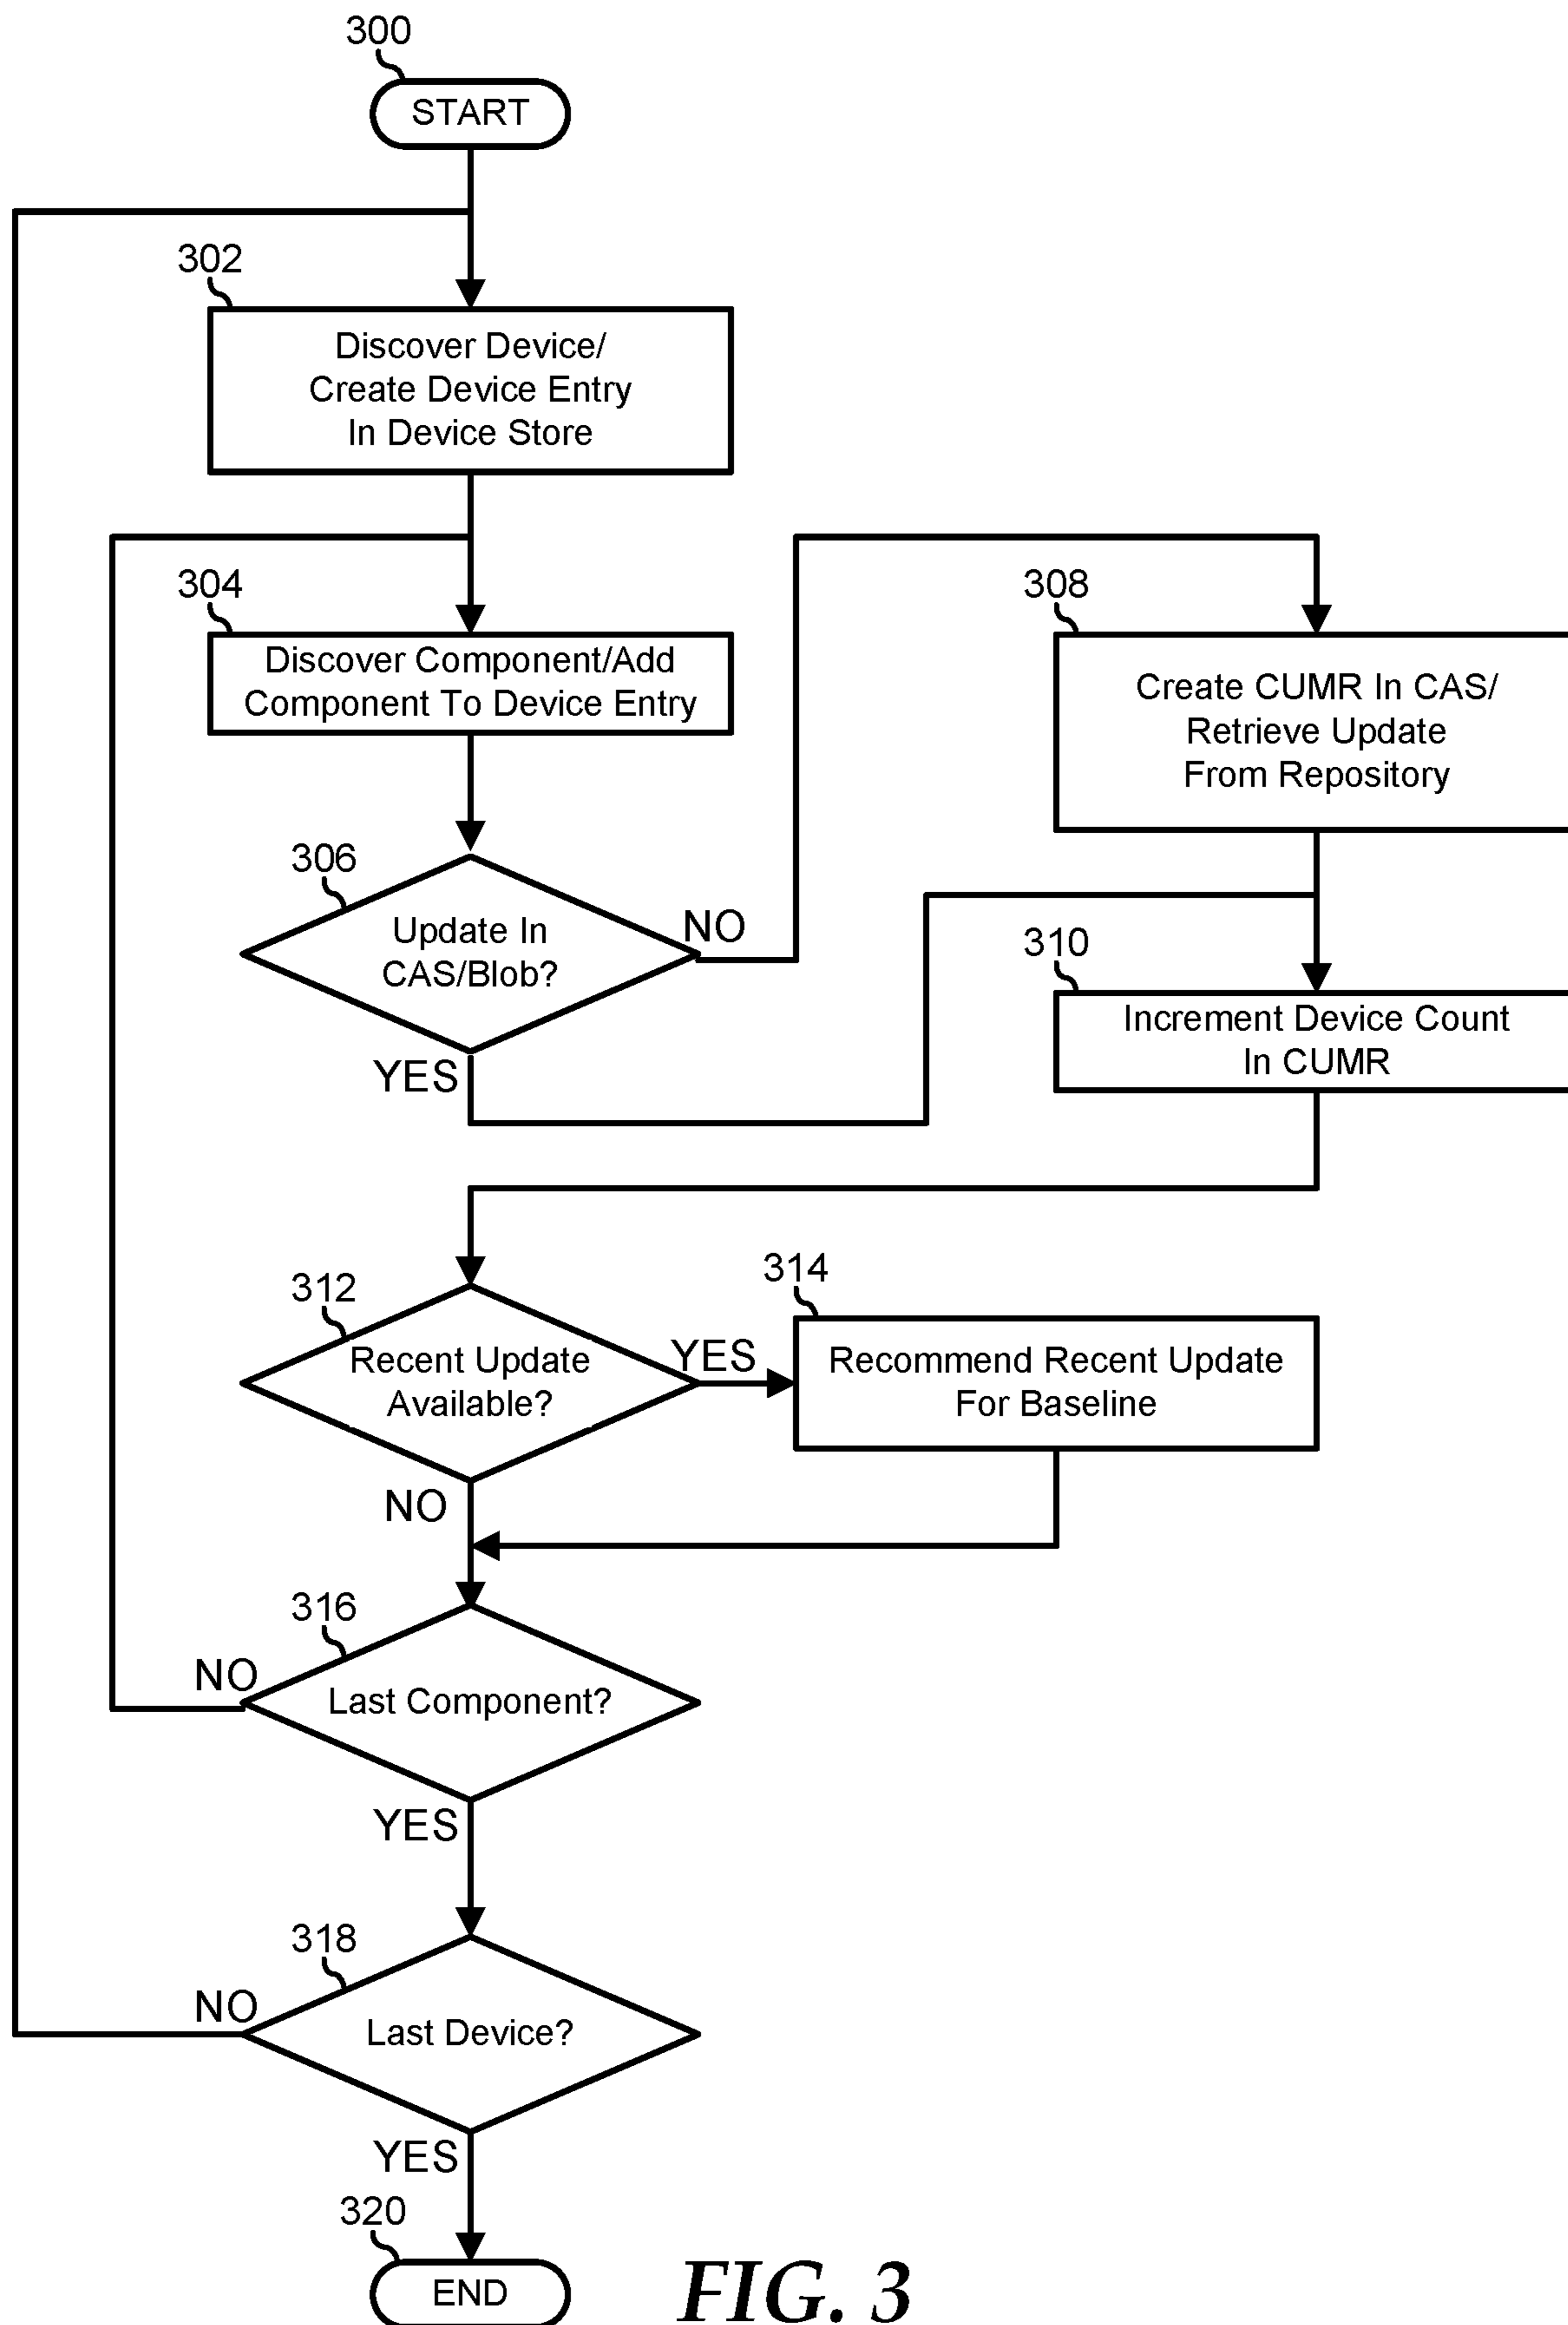 300
START
302
Discover Device/
Create Device Entry
In Device Store
304
Discover Component/Add
Component To Device Entry
306
Update In
CAS/Blob?
NO
YES
308
Create CUMR In CAS/
Retrieve Update
From Repository
310
Increment Device Count
In CUMR
312
Recent Update
Available?
YES
NO
314
Recommend Recent Update
For Baseline
316
Last Component?
NO
YES
318
Last Device?
NO
YES
320
END
FIG. 3